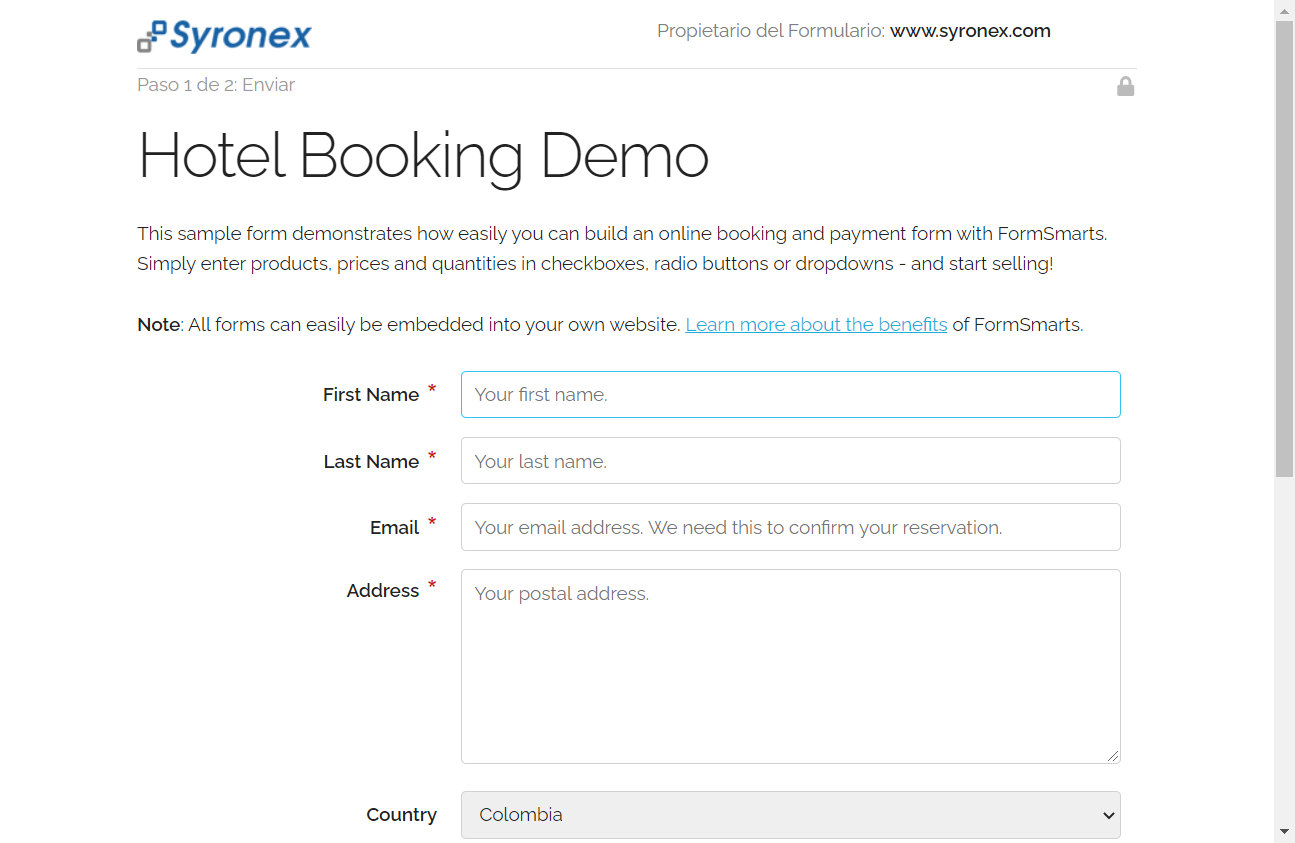 Syronex
Propietario del Formulario: www.syronex.com
Paso 1 de 2: Enviar
Hotel Booking Demo
This sample form demonstrates how easily you can build an online booking and payment form with FormSmarts.
Simply enter products, prices and quantities in checkboxes, radio buttons or dropdowns - and start selling!
Note: All forms can easily be embedded into your own website. Learn more about the benefits of FormSmarts.
First Name * Your first name.
Last Name * Your last name.
Email * Your email address. We need this to confirm your reservation.
Address * Your postal address.
Country Colombia